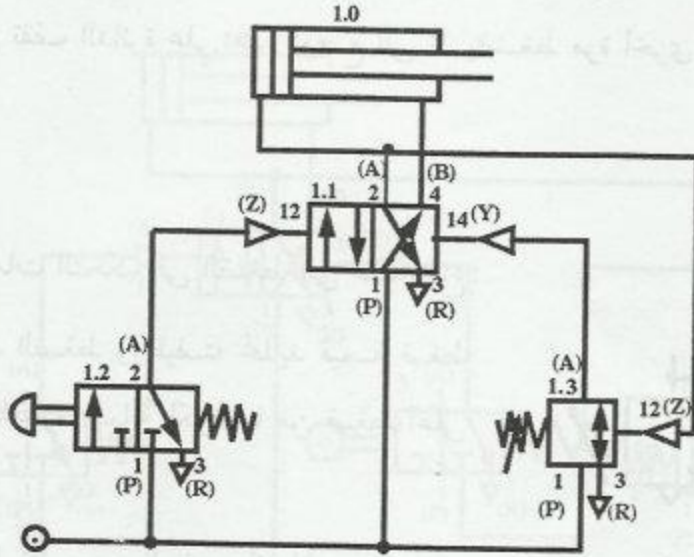 1.0
(A) (B)
(Z) 12 1.1 2 4 14 (Y)
1 3
(P) (R)
(A) (A)
1.2 2 1.3 12(Z)
1 3 1 3
(P) (R) (P) (R)